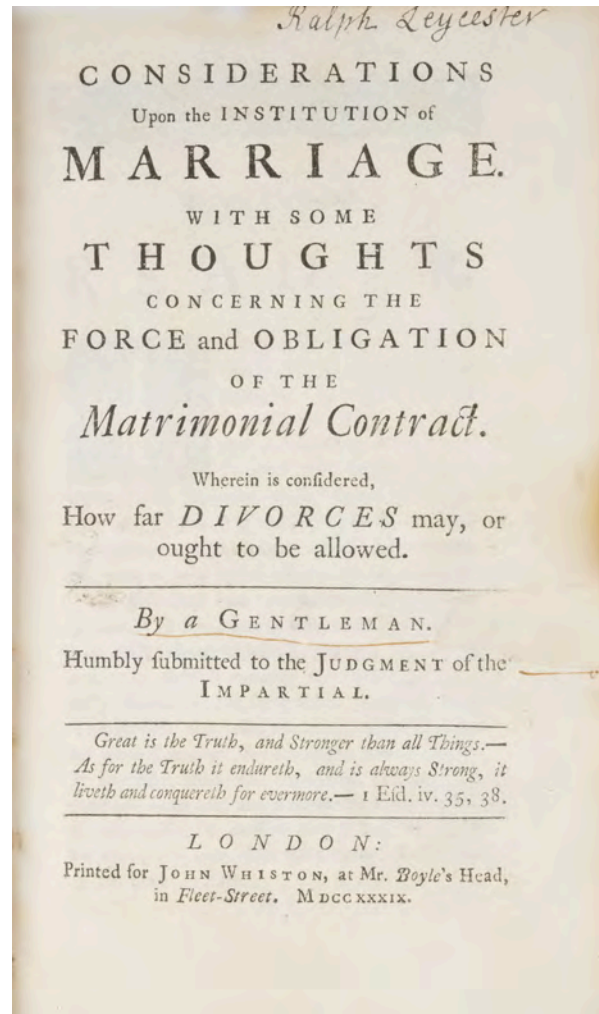 Ralph Leycester
CONSIDERATIONS
Upon the INSTITUTION of
MARRIAGE.
WITH SOME
THOUGHTS
CONCERNING THE
FORCE and OBLIGATION
OF THE
Matrimonial Contract.
Wherein is conſidered,
How far DIVORCES may, or
ought to be allowed.
By a GENTLEMAN.
Humbly ſubmitted to the JUDGMENT of the
IMPARTIAL.
Great is the Truth, and Stronger than all Things.—
As for the Truth it endureth, and is always Strong, it
liveth and conquereth for evermore.— 1 Eſd. iv. 35, 38.
LONDON:
Printed for JOHN WHISTON, at Mr. Boyle's Head,
in Fleet-Street. MDCCXXXIX.